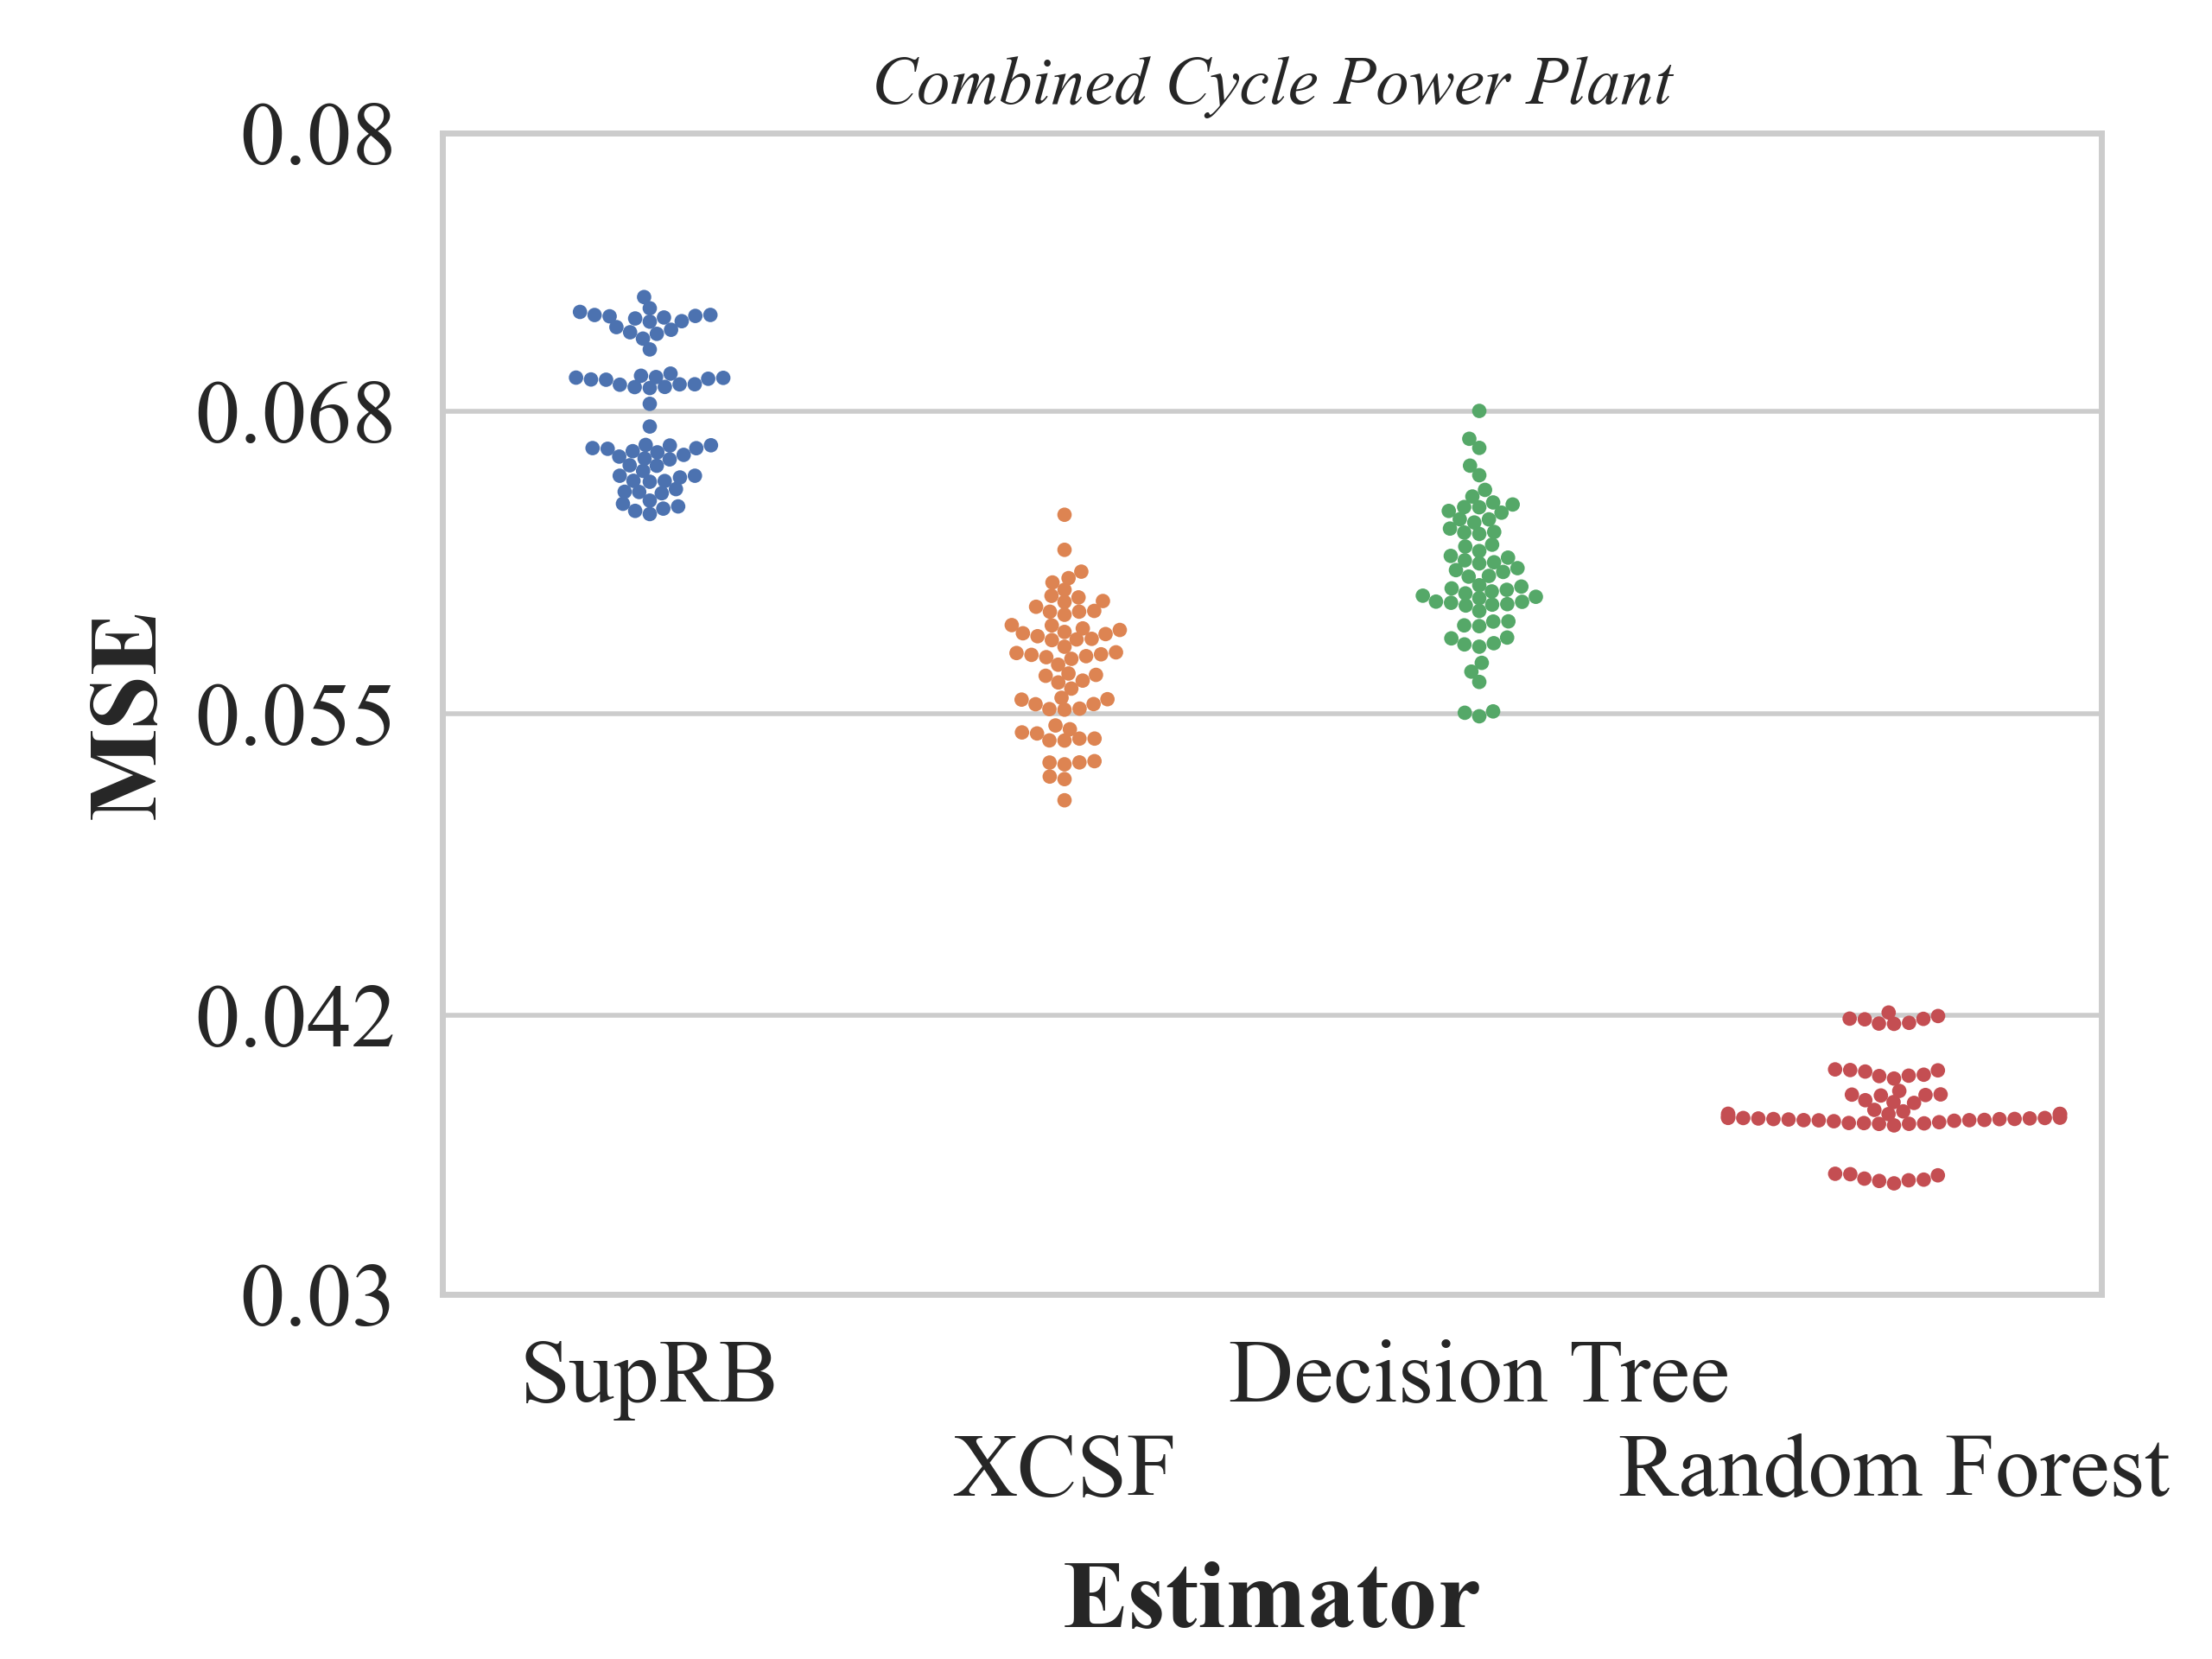 Combined Cycle Power Plant
0.08
0.068
0.055
0.042
0.03
MSE
SupRB
Decision Tree
XCSF
Random Forest
Estimator